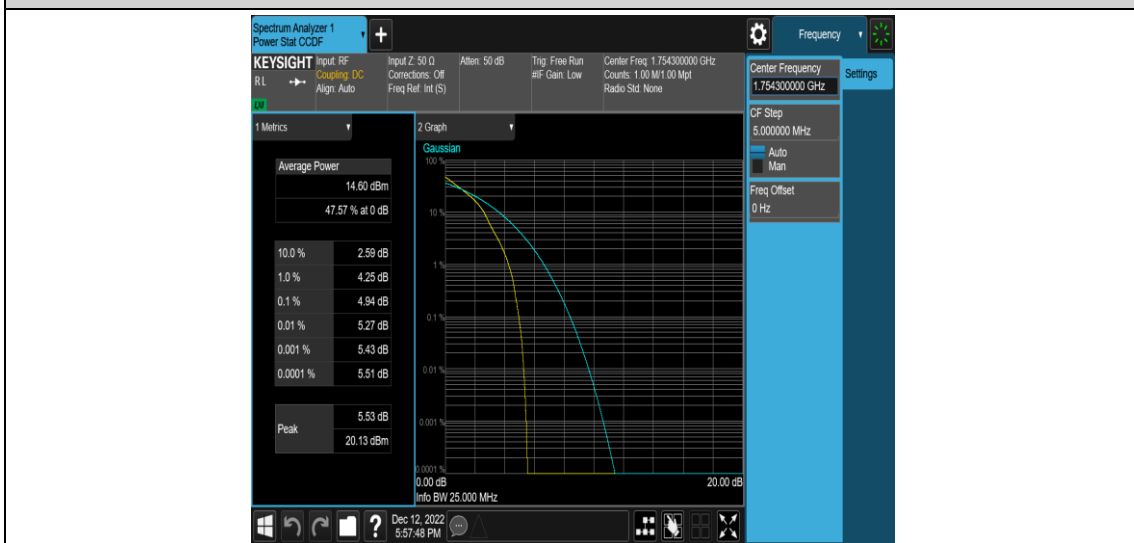 Spectrum Analyzer 1
Power Stat CCDF
+
Frequency
KEYSIGHT
RL
Input: RF
Coupling: DC
Align: Auto
Input Z: 50 Ω
Corrections: Off
Freq Ref: Int (S)
Atten: 50 dB
Trig: Free Run
#IF Gain: Low
Center Freq: 1.754300000 GHz
Counts: 1.00 M/1.00 Mpt
Radio Std: None
Center Frequency
1.754300000 GHz
Settings
CF Step
5.000000 MHz
Auto
Man
Freq Offset
0 Hz
1 Metrics
Average Power
14.60 dBm
47.57 % at 0 dB
10.0 % 2.59 dB
1.0 % 4.25 dB
0.1 % 4.94 dB
0.01 % 5.27 dB
0.001 % 5.43 dB
0.0001 % 5.51 dB
Peak
5.53 dB
20.13 dBm
2 Graph
Gaussian
100 %
10 %
1 %
0.1 %
0.01 %
0.001 %
0.0001 %
0.00 dB 20.00 dB
Info BW 25.000 MHz
?
Dec 12, 2022
5:57:48 PM